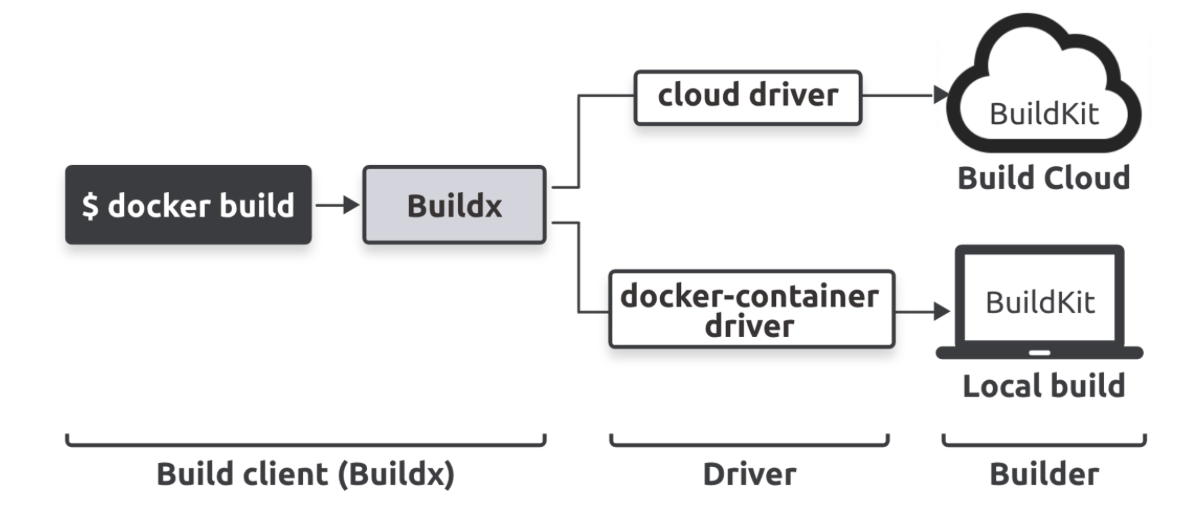 cloud driver
BuildKit
Build Cloud
$ docker build
Buildx
docker-container
driver
BuildKit
Local build
Build client (Buildx)
Driver
Builder